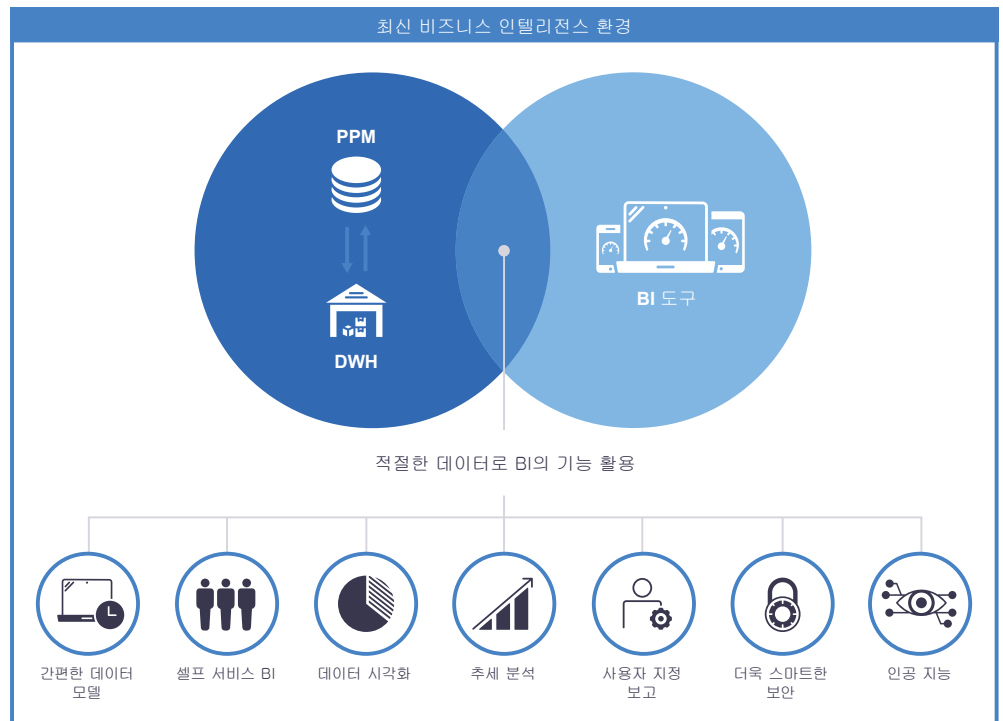 최신 비즈니스 인텔리전스 환경
PPM
DWH
BI 도구
적절한 데이터로 BI의 기능 활용
간편한 데이터
모델
셀프 서비스 BI
데이터 시각화
추세 분석
사용자 지정
보고
더욱 스마트한
보안
인공 지능